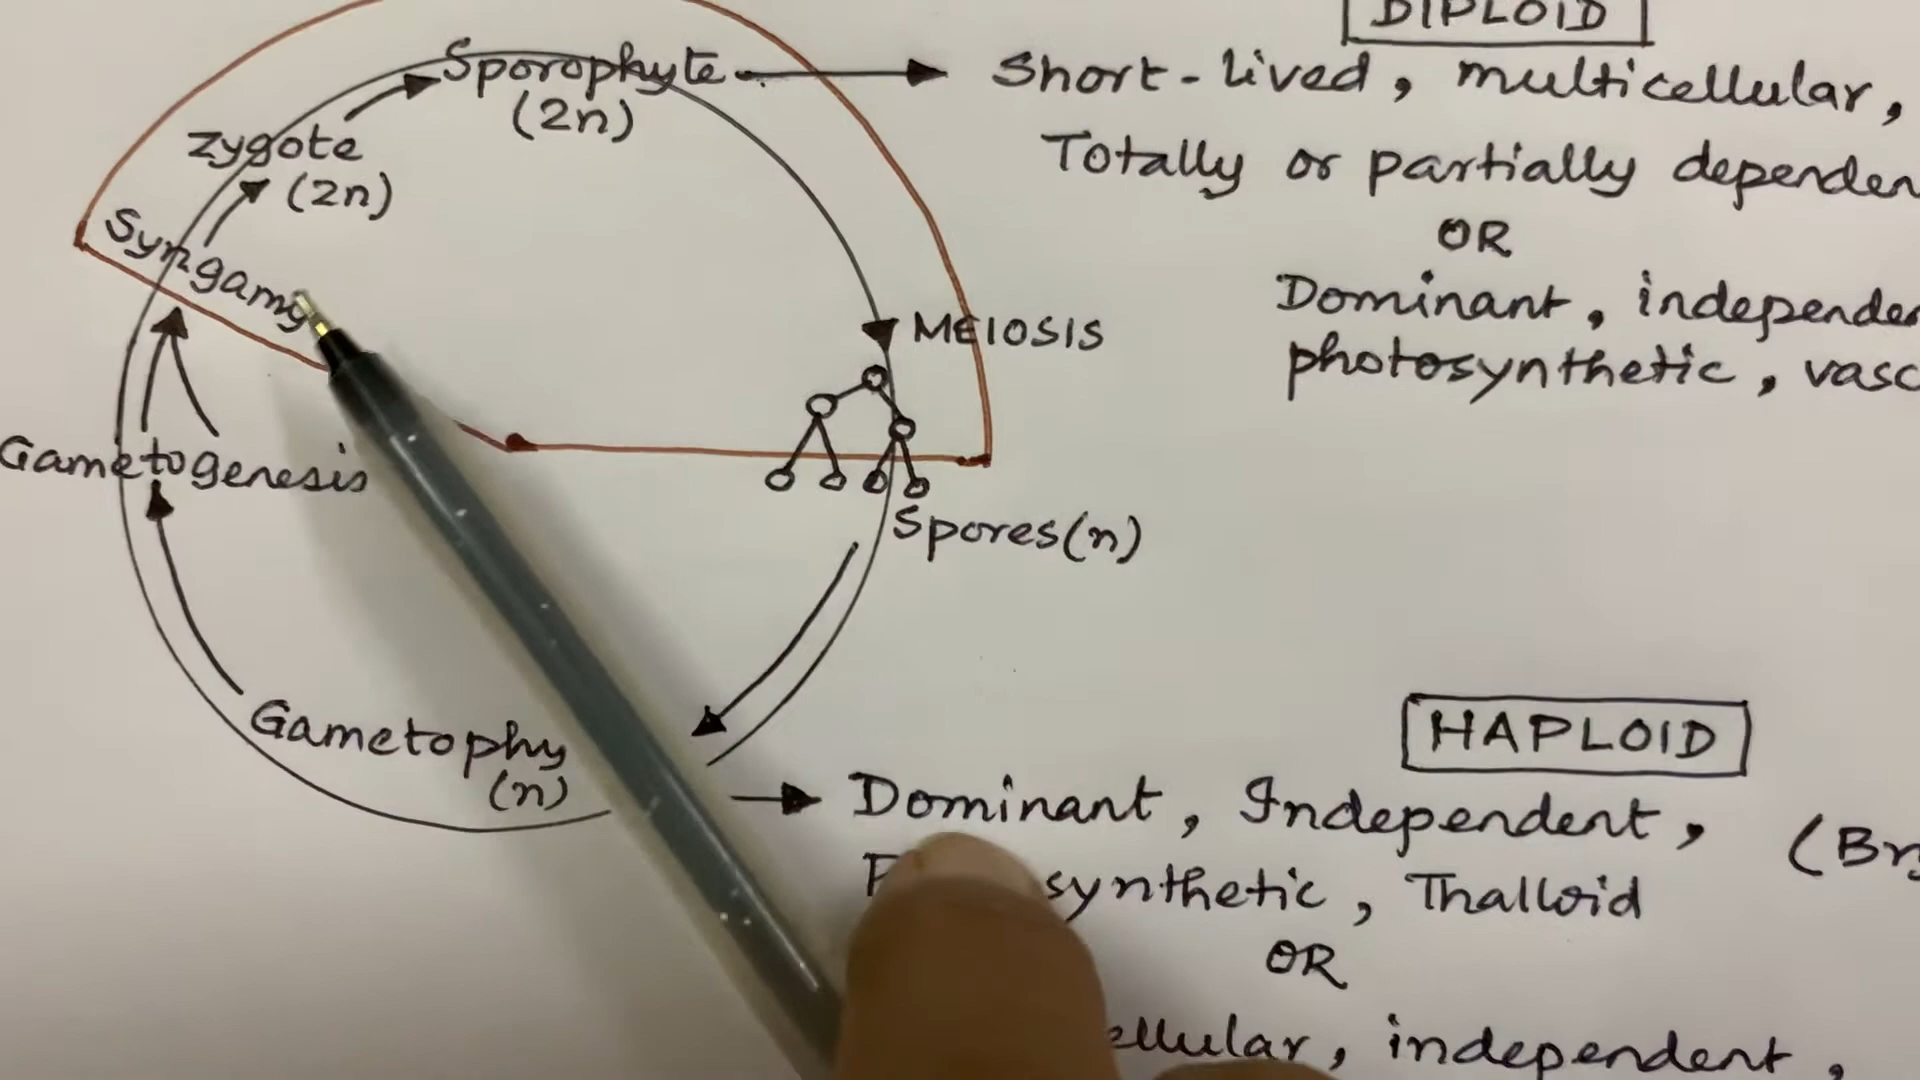 DIPLOID
Sporophyte
(2n)
Short-lived, multicellular,
Totally or partially dependen
OR
Dominant, independen
photosynthetic, vasc
Zygote
(2n)
Syngamy
MEIOSIS
Gametogenesis
Spores(n)
Gametophy
(n)
HAPLOID
Dominant, Independent,
(Bry
synthetic, Thalloid
OR
ellular, independent,